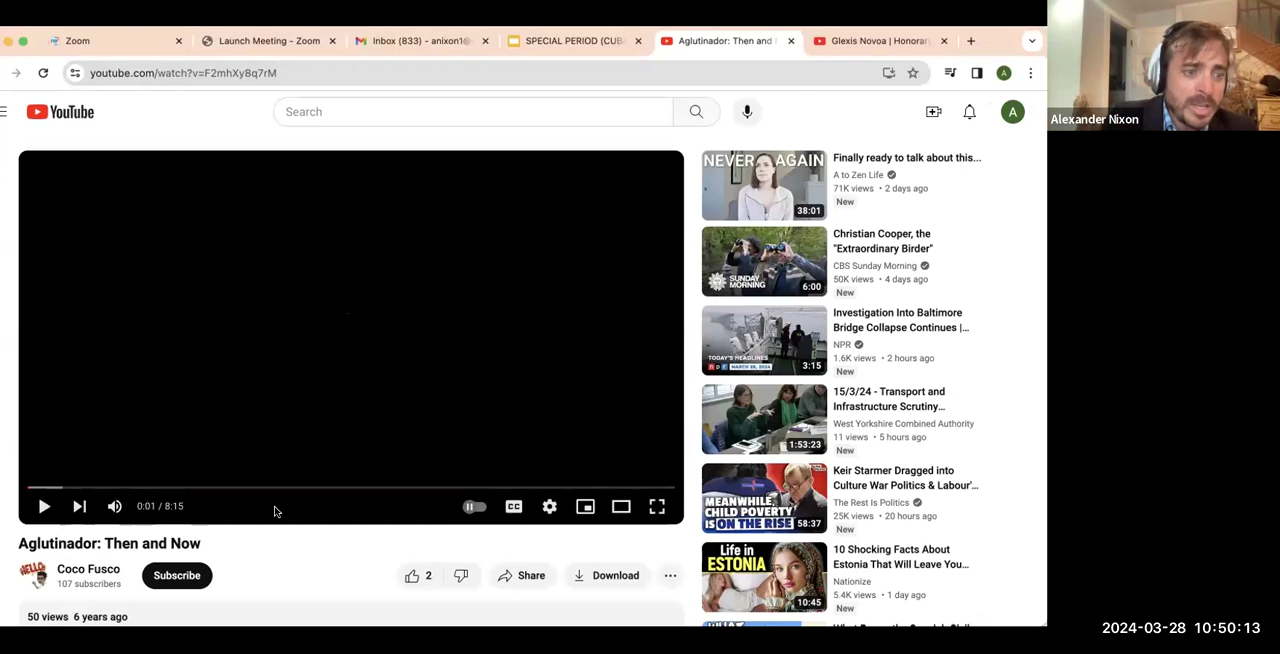 Zoom
Launch Meeting - Zoom
Inbox (833) - anixon1@
SPECIAL PERIOD (CUB
Aglutinador: Then and
Glexis Novoa | Honorar
youtube.com/watch?v=F2mhXy8q7rM
YouTube
Search
A
A
Alexander Nixon
NEVER AGAIN
38:01
Finally ready to talk about this...
A to Zen Life
71K views • 2 days ago
New
SUNDAY MORNING
6:00
Christian Cooper, the
"Extraordinary Birder"
CBS Sunday Morning
50K views • 4 days ago
New
TODAY'S HEADLINES
npr MARCH 28, 2024
3:15
Investigation Into Baltimore
Bridge Collapse Continues |...
NPR
1.6K views • 2 hours ago
New
1:53:23
15/3/24 - Transport and
Infrastructure Scrutiny...
West Yorkshire Combined Authority
11 views • 5 hours ago
New
MEANWHILE,
CHILD POVERTY
IS ON THE RISE
58:37
Keir Starmer Dragged into
Culture War Politics & Labour'...
The Rest Is Politics
25K views • 20 hours ago
New
Life in
ESTONIA
10:45
10 Shocking Facts About
Estonia That Will Leave You...
Nationize
5.4K views • 1 day ago
New
0:01 / 8:15
CC
Aglutinador: Then and Now
HELLO
Coco Fusco
107 subscribers
Subscribe
2
Share
Download
50 views 6 years ago
2024-03-28 10:50:13